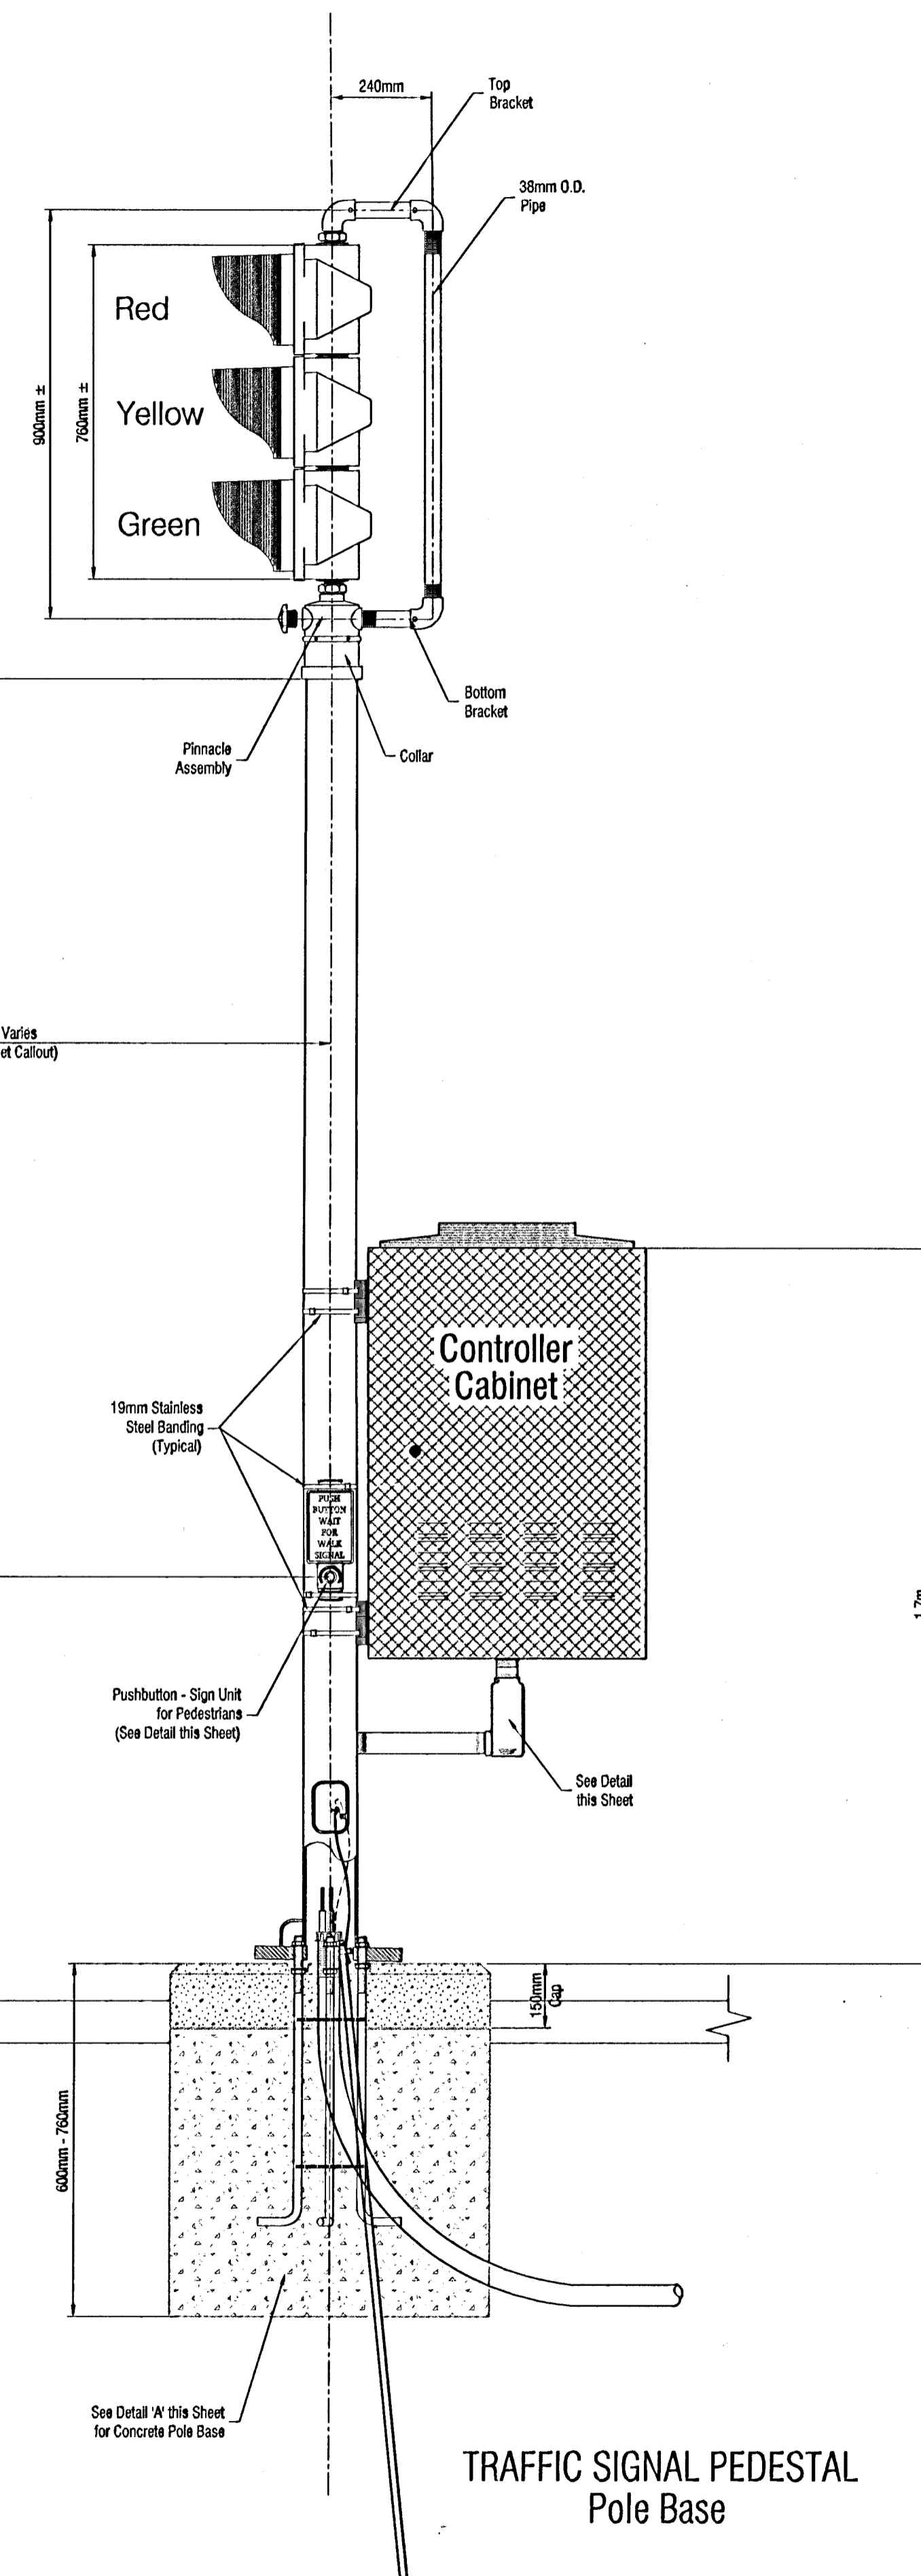 240mm
Top
Bracket
38mm O.D.
Pipe
Red
Yellow
Green
900mm ±
760mm ±
Bottom
Bracket
Pinnacle
Assembly
Collar
Varies
et Callout)
Controller
Cabinet
19mm Stainless
Steel Banding
(Typical)
PUSH
BUTTON
WAIT
FOR
WALK
SIGNAL
1.7m
Pushbutton - Sign Unit
for Pedestrians
(See Detail this Sheet)
See Detail
this Sheet
150mm
Cap
600mm - 760mm
See Detail 'A' this Sheet
for Concrete Pole Base
TRAFFIC SIGNAL PEDESTAL
Pole Base